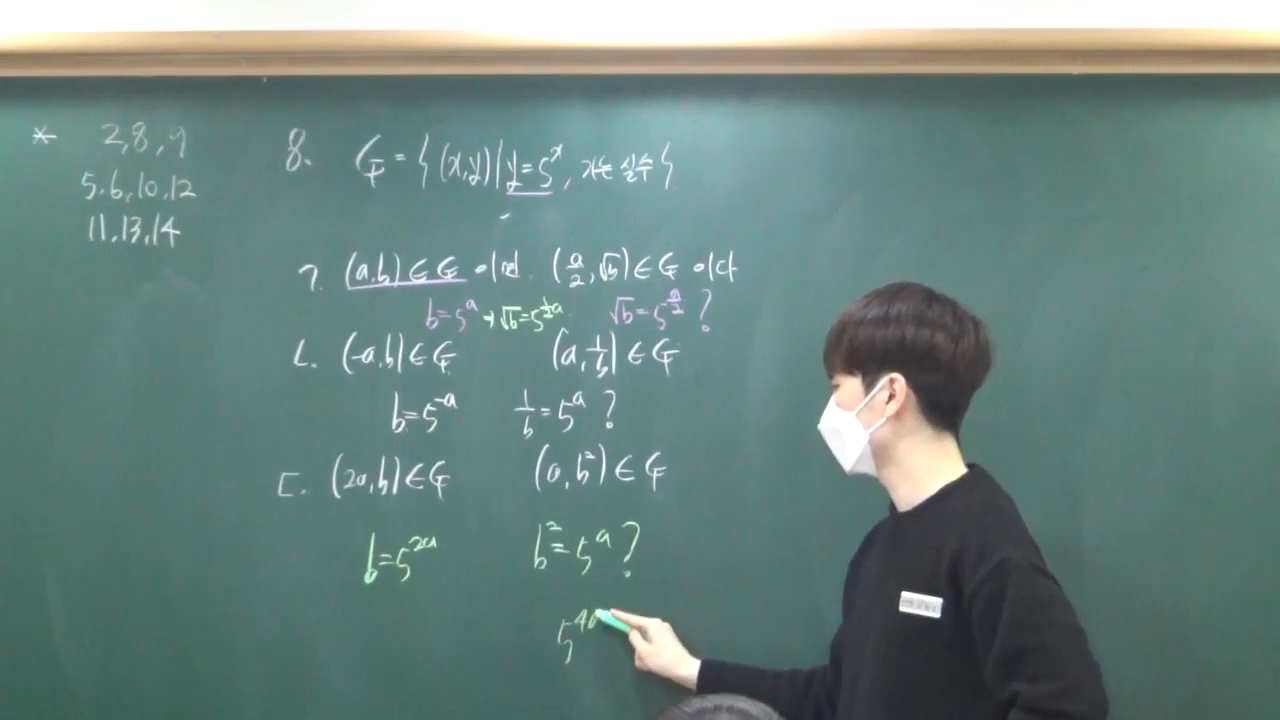 * 2,8,9
5.6,10,12
11.13,14
8. G = { (x,y) | y=5^x, x는 실수 }
ㄱ. (a,b) ∈ G 이면 (a/2, √b) ∈ G 이다
b=5^a → √b=5^{1/2 a} √b=5^{a/2} ?
ㄴ. (-a,b) ∈ G (a, 1/b) ∈ G
b=5^{-a} 1/b=5^a ?
ㄷ. (2a,b) ∈ G (a, b²) ∈ G
b=5^{2a} b²=5^a ?
5^{4a}